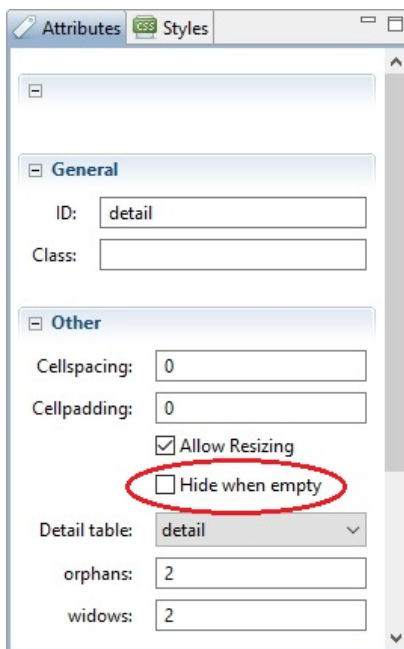 Attributes CSS Styles
General
ID: detail
Class:
Other
Cellspacing: 0
Cellpadding: 0
Allow Resizing
Hide when empty
Detail table: detail
orphans: 2
widows: 2